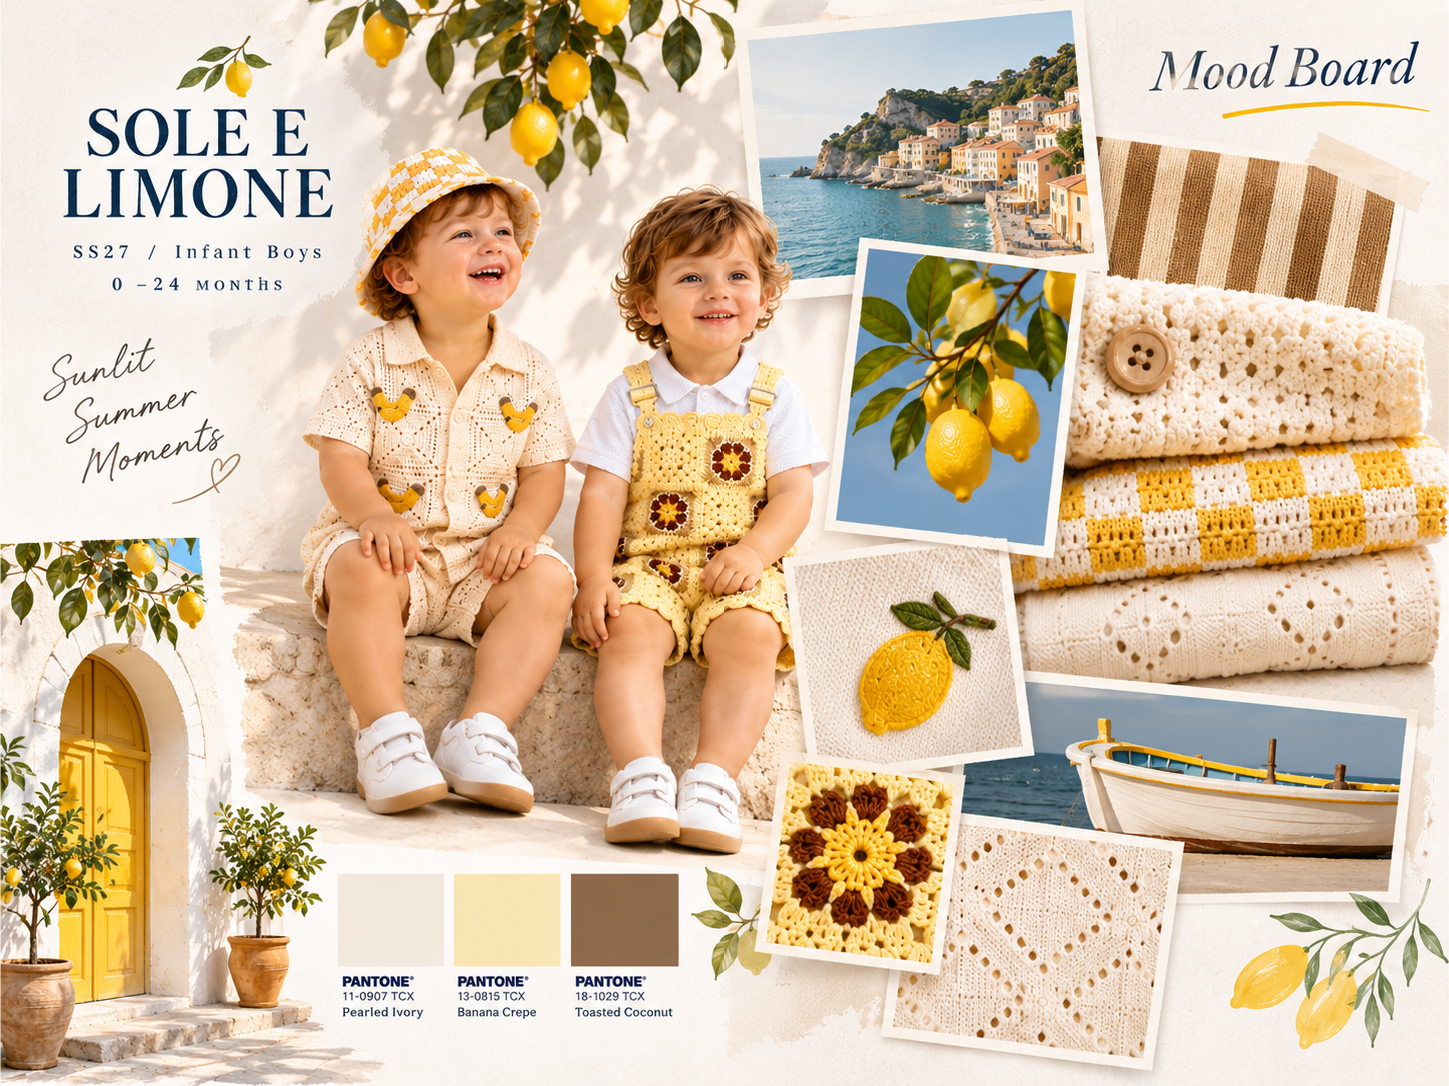 SOLE E
LIMONE
SS27 / Infant Boys
0 – 24 MONTHS
Sunlit
Summer
Moments
Mood Board
PANTONE®
11-0907 TCX
Pearled Ivory
PANTONE®
13-0815 TCX
Banana Crepe
PANTONE®
18-1029 TCX
Toasted Coconut